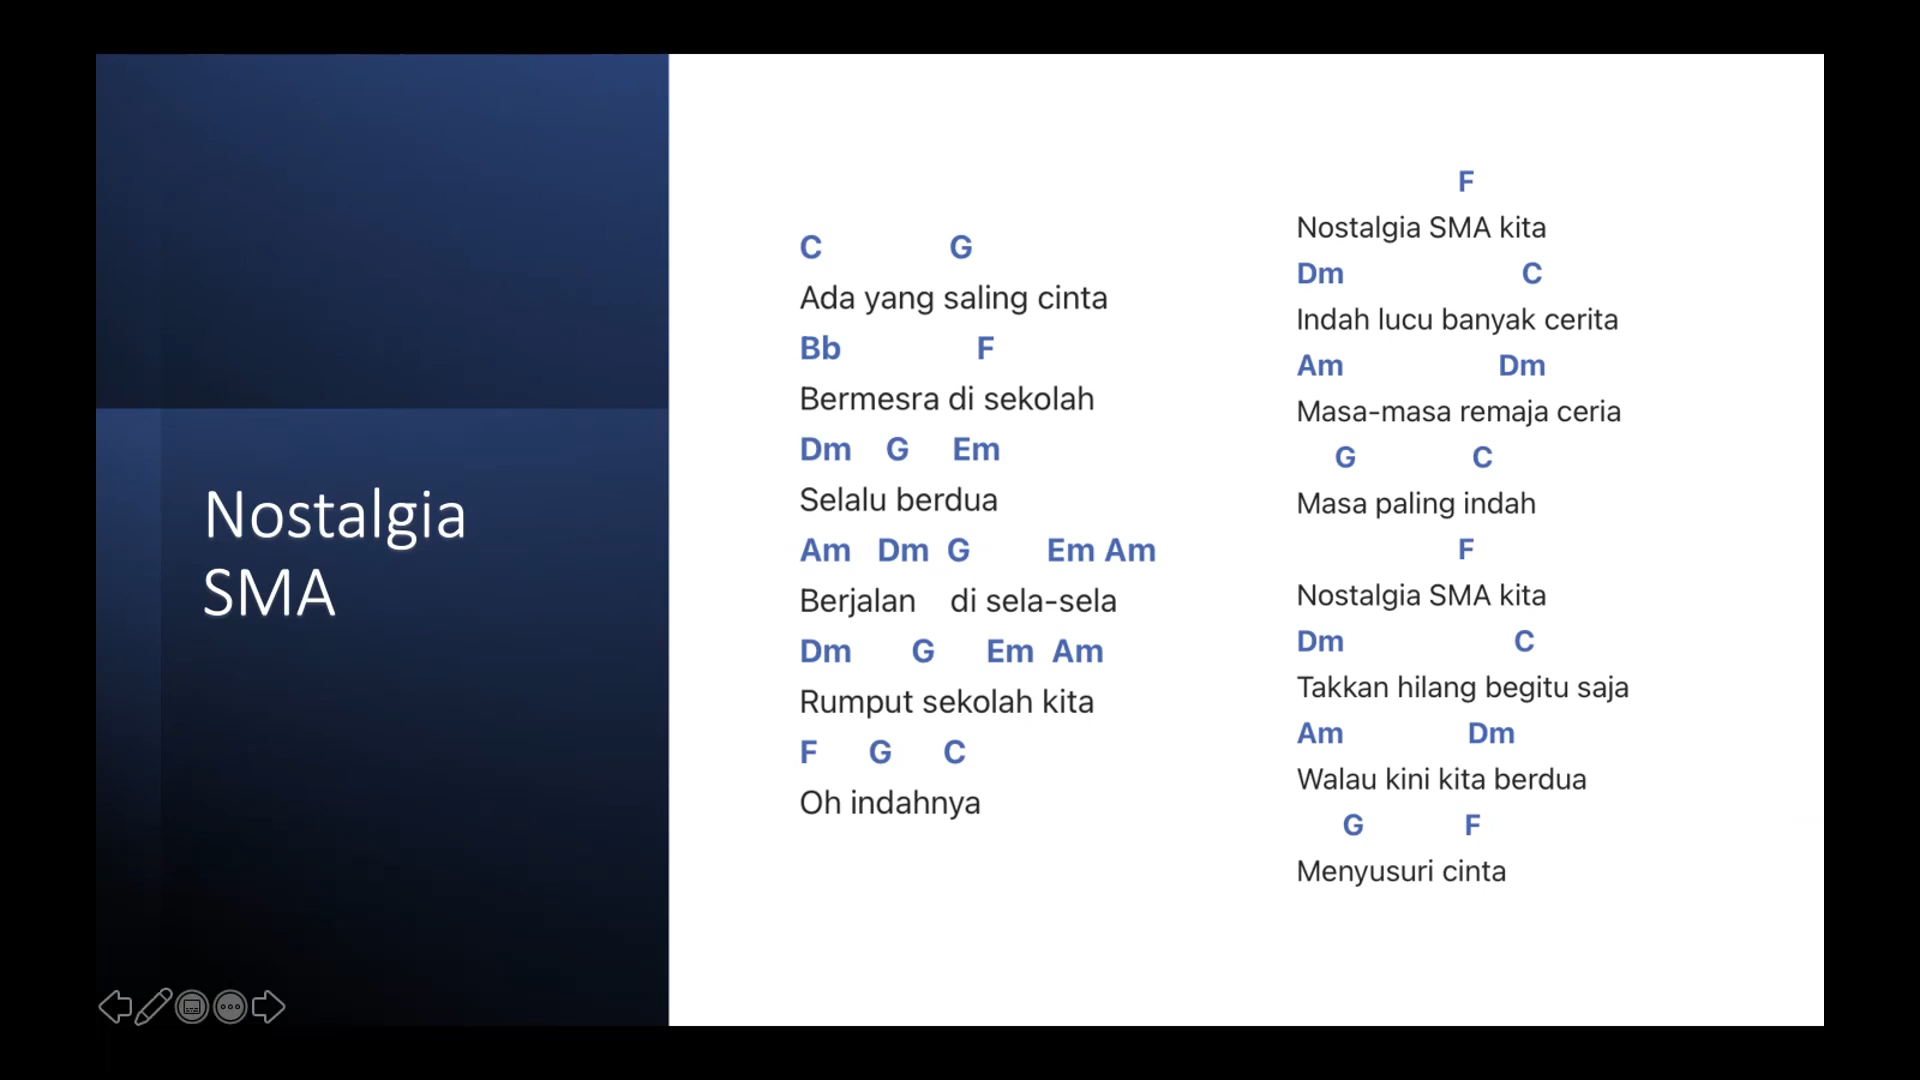 Nostalgia
SMA
C G
Ada yang saling cinta
Bb F
Bermesra di sekolah
Dm G Em
Selalu berdua
Am Dm G Em Am
Berjalan di sela-sela
Dm G Em Am
Rumput sekolah kita
F G C
Oh indahnya
F
Nostalgia SMA kita
Dm C
Indah lucu banyak cerita
Am Dm
Masa-masa remaja ceria
G C
Masa paling indah
F
Nostalgia SMA kita
Dm C
Takkan hilang begitu saja
Am Dm
Walau kini kita berdua
G F
Menyusuri cinta